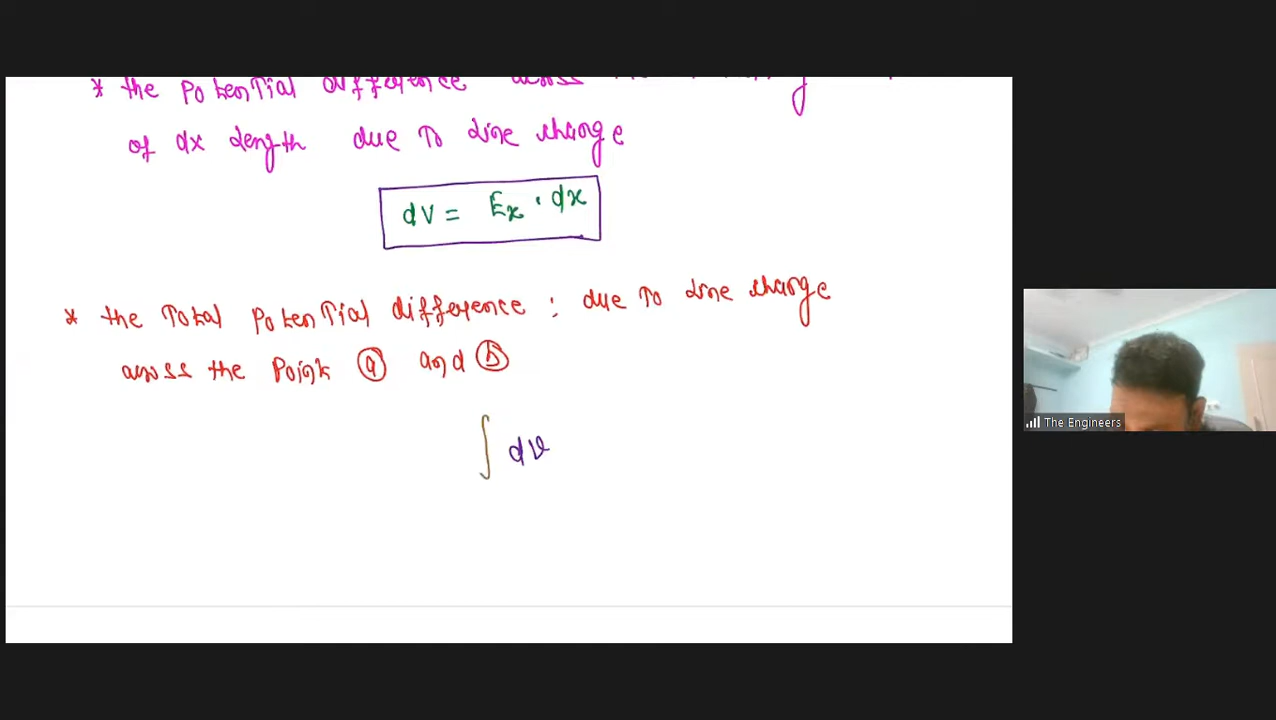 * the Potential difference across
of dx length due to line charge
dV = Ex · dx
* the Total Potential difference : due to line charge
across the Point a and b
∫ dV
The Engineers